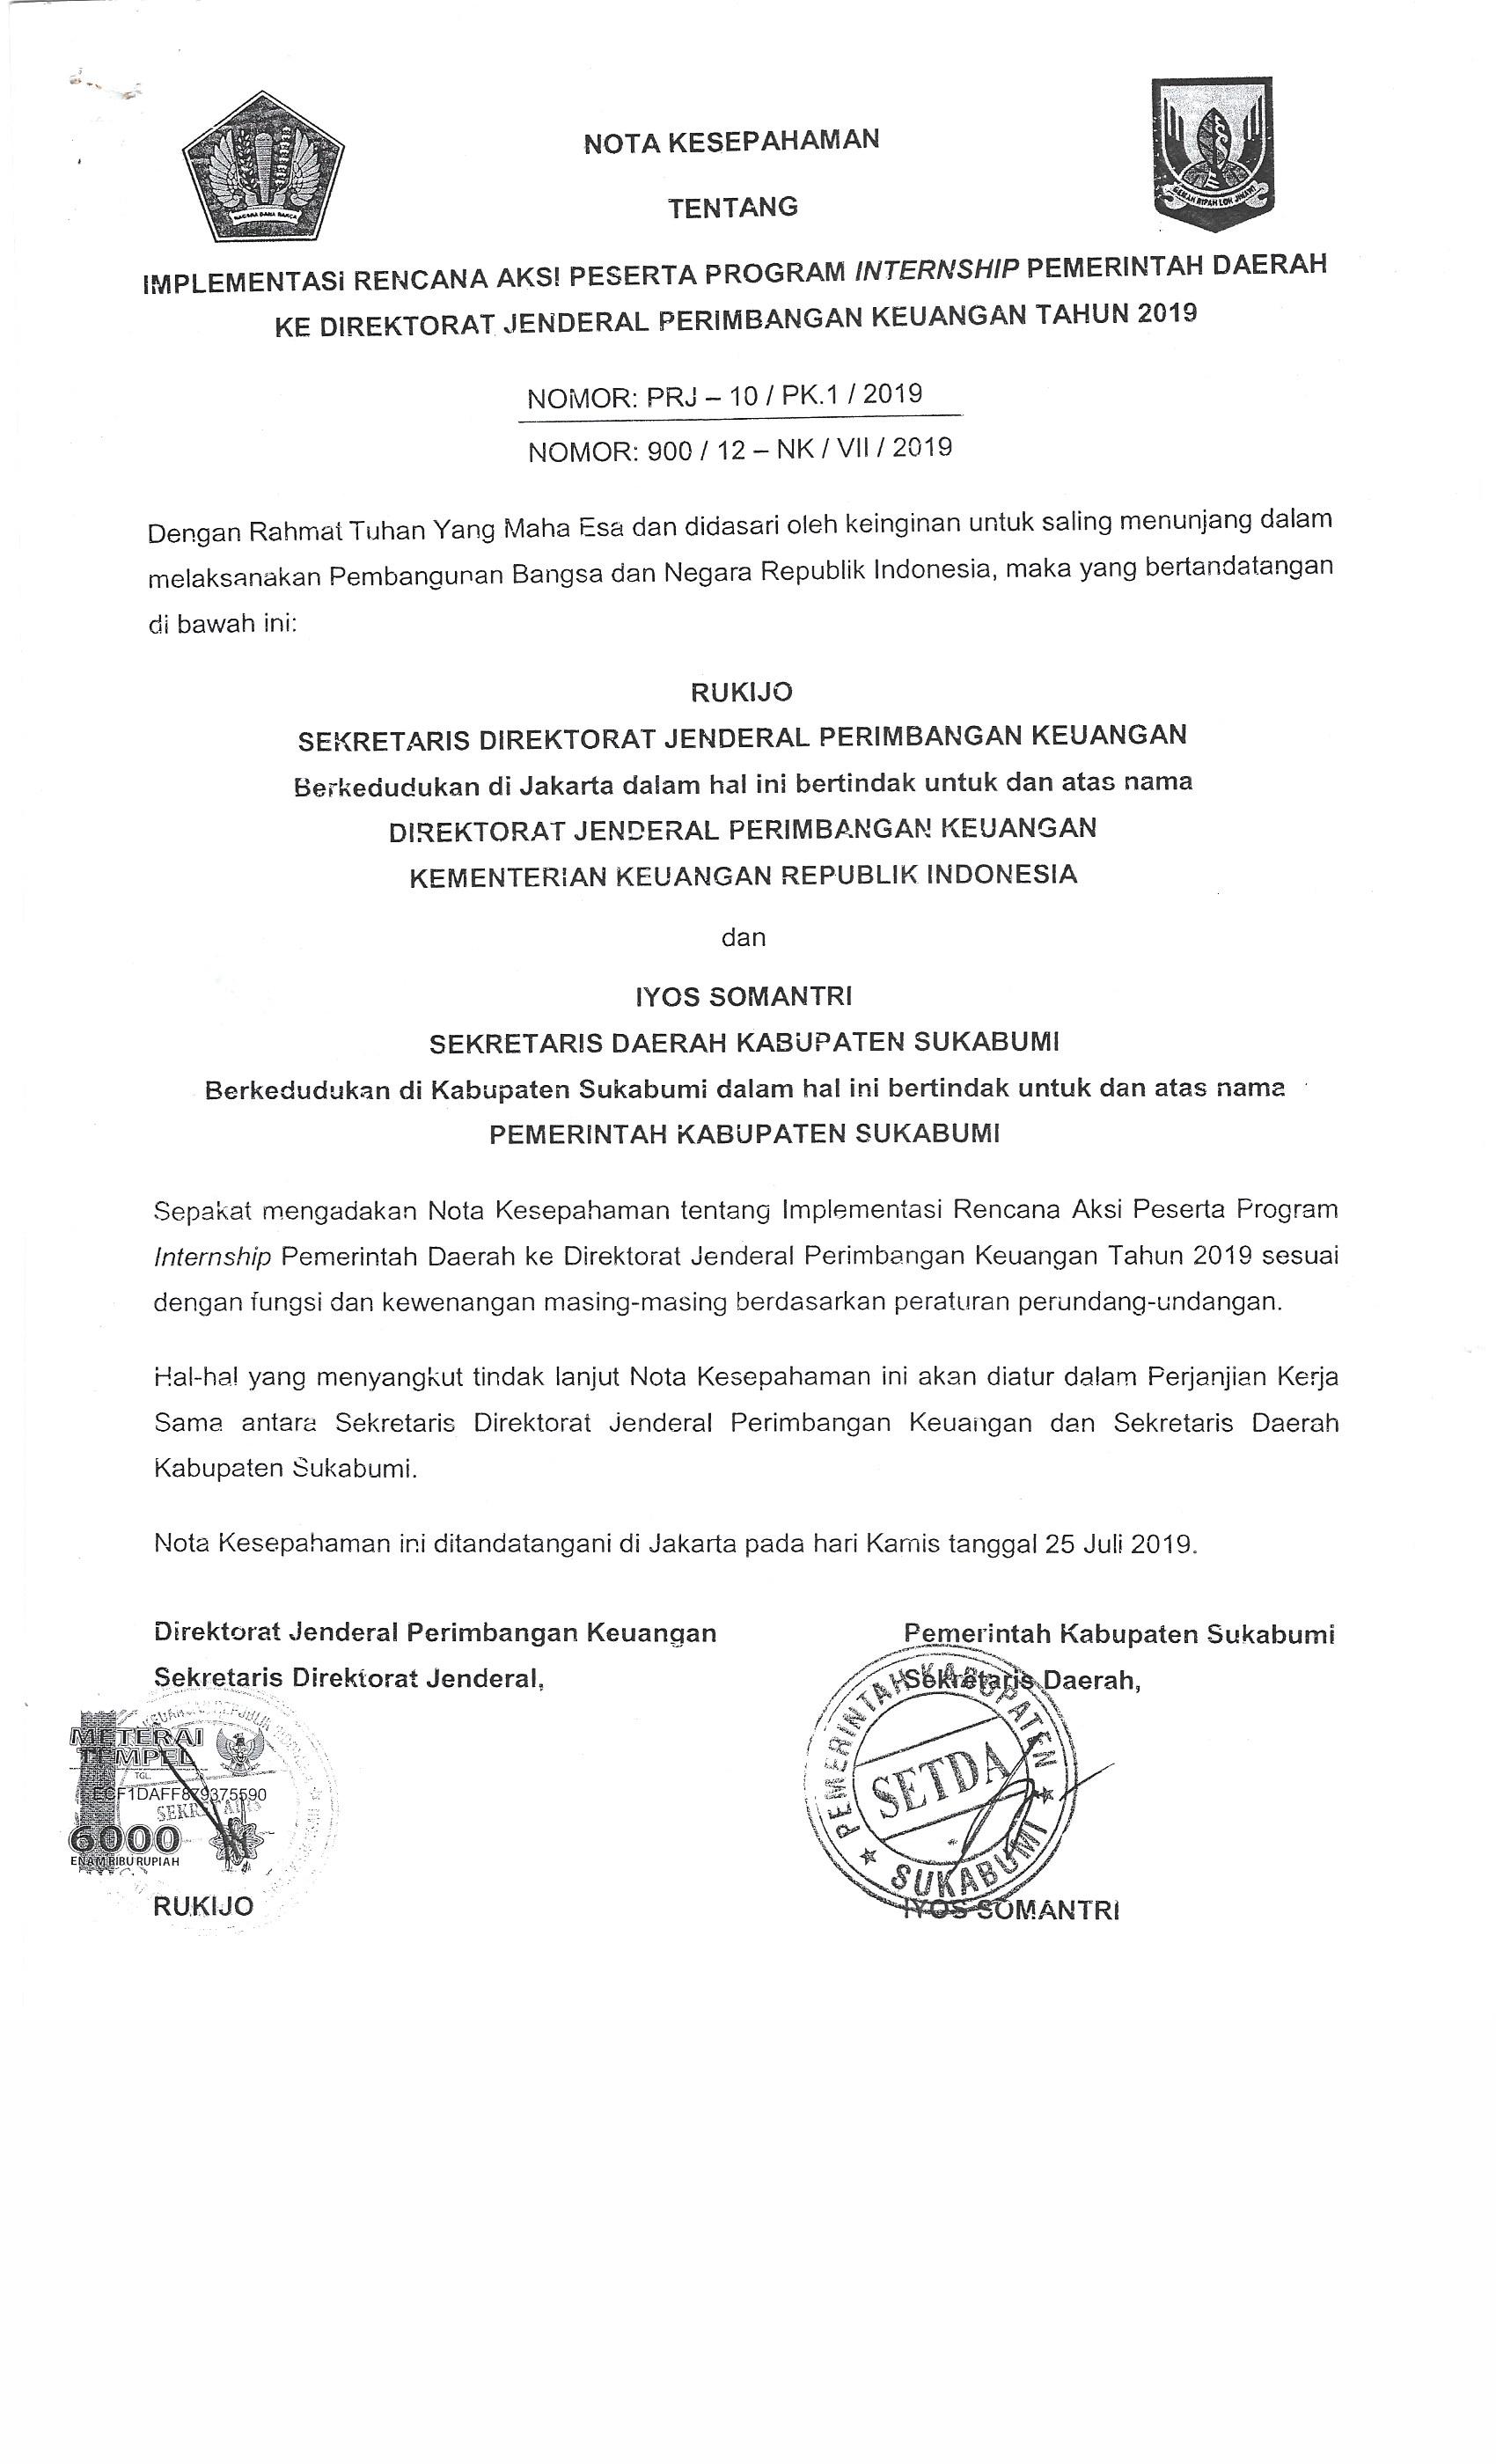 NAGARA DANA RAKCA
GEMAH RIPAH LOH JINAWI
NOTA KESEPAHAMAN
TENTANG
IMPLEMENTASI RENCANA AKSI PESERTA PROGRAM INTERNSHIP PEMERINTAH DAERAH
KE DIREKTORAT JENDERAL PERIMBANGAN KEUANGAN TAHUN 2019
NOMOR: PRJ – 10 / PK.1 / 2019
NOMOR: 900 / 12 – NK / VII / 2019
Dengan Rahmat Tuhan Yang Maha Esa dan didasari oleh keinginan untuk saling menunjang dalam
melaksanakan Pembangunan Bangsa dan Negara Republik Indonesia, maka yang bertandatangan
di bawah ini:
RUKIJO
SEKRETARIS DIREKTORAT JENDERAL PERIMBANGAN KEUANGAN
Berkedudukan di Jakarta dalam hal ini bertindak untuk dan atas nama
DIREKTORAT JENDERAL PERIMBANGAN KEUANGAN
KEMENTERIAN KEUANGAN REPUBLIK INDONESIA
dan
IYOS SOMANTRI
SEKRETARIS DAERAH KABUPATEN SUKABUMI
Berkedudukan di Kabupaten Sukabumi dalam hal ini bertindak untuk dan atas nama
PEMERINTAH KABUPATEN SUKABUMI
Sepakat mengadakan Nota Kesepahaman tentang Implementasi Rencana Aksi Peserta Program
Internship Pemerintah Daerah ke Direktorat Jenderal Perimbangan Keuangan Tahun 2019 sesuai
dengan fungsi dan kewenangan masing-masing berdasarkan peraturan perundang-undangan.
Hal-hal yang menyangkut tindak lanjut Nota Kesepahaman ini akan diatur dalam Perjanjian Kerja
Sama antara Sekretaris Direktorat Jenderal Perimbangan Keuangan dan Sekretaris Daerah
Kabupaten Sukabumi.
Nota Kesepahaman ini ditandatangani di Jakarta pada hari Kamis tanggal 25 Juli 2019.
Direktorat Jenderal Perimbangan Keuangan
Sekretaris Direktorat Jenderal,
METERAI
TEMPEL
TGL.
F1DAFF879375590
6000
ENAM RIBU RUPIAH
RUKIJO
Pemerintah Kabupaten Sukabumi
Sekretaris Daerah,
PEMERINTAH KABUPATEN
SETDA
SUKABUMI
IYOS SOMANTRI